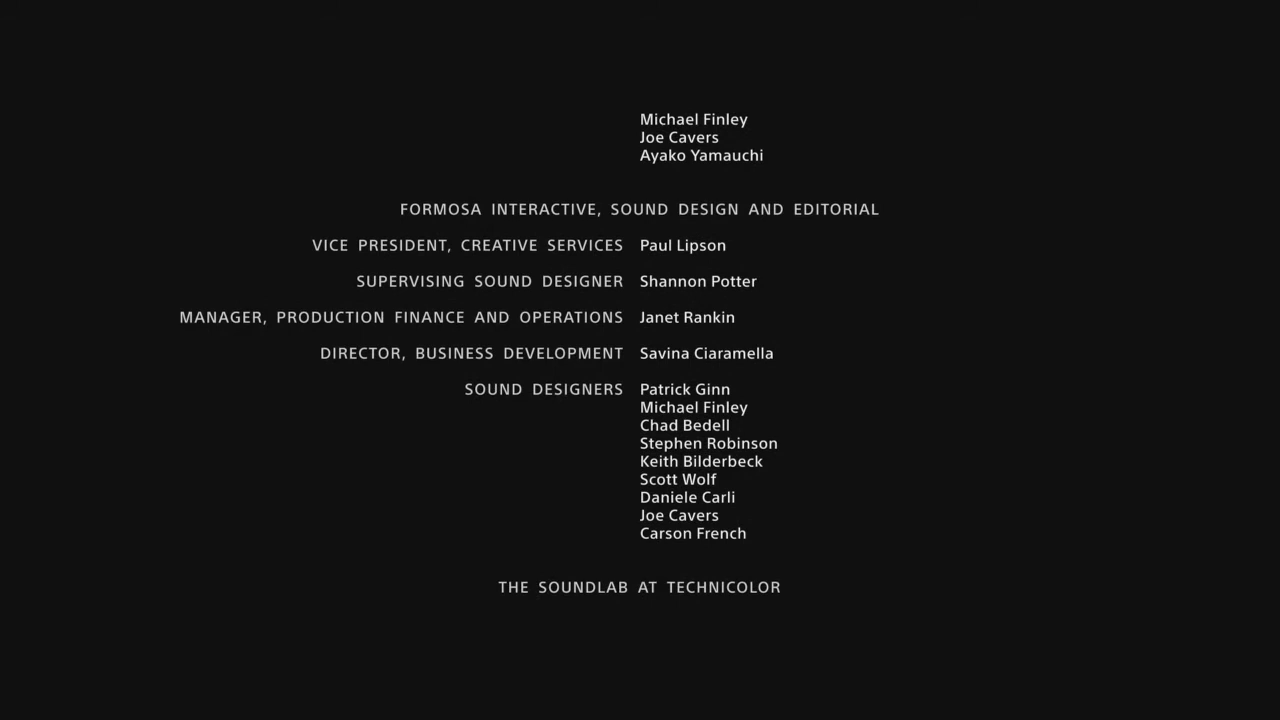 Michael Finley
Joe Cavers
Ayako Yamauchi
FORMOSA INTERACTIVE, SOUND DESIGN AND EDITORIAL
VICE PRESIDENT, CREATIVE SERVICES Paul Lipson
SUPERVISING SOUND DESIGNER Shannon Potter
MANAGER, PRODUCTION FINANCE AND OPERATIONS Janet Rankin
DIRECTOR, BUSINESS DEVELOPMENT Savina Ciaramella
SOUND DESIGNERS Patrick Ginn
Michael Finley
Chad Bedell
Stephen Robinson
Keith Bilderbeck
Scott Wolf
Daniele Carli
Joe Cavers
Carson French
THE SOUNDLAB AT TECHNICOLOR